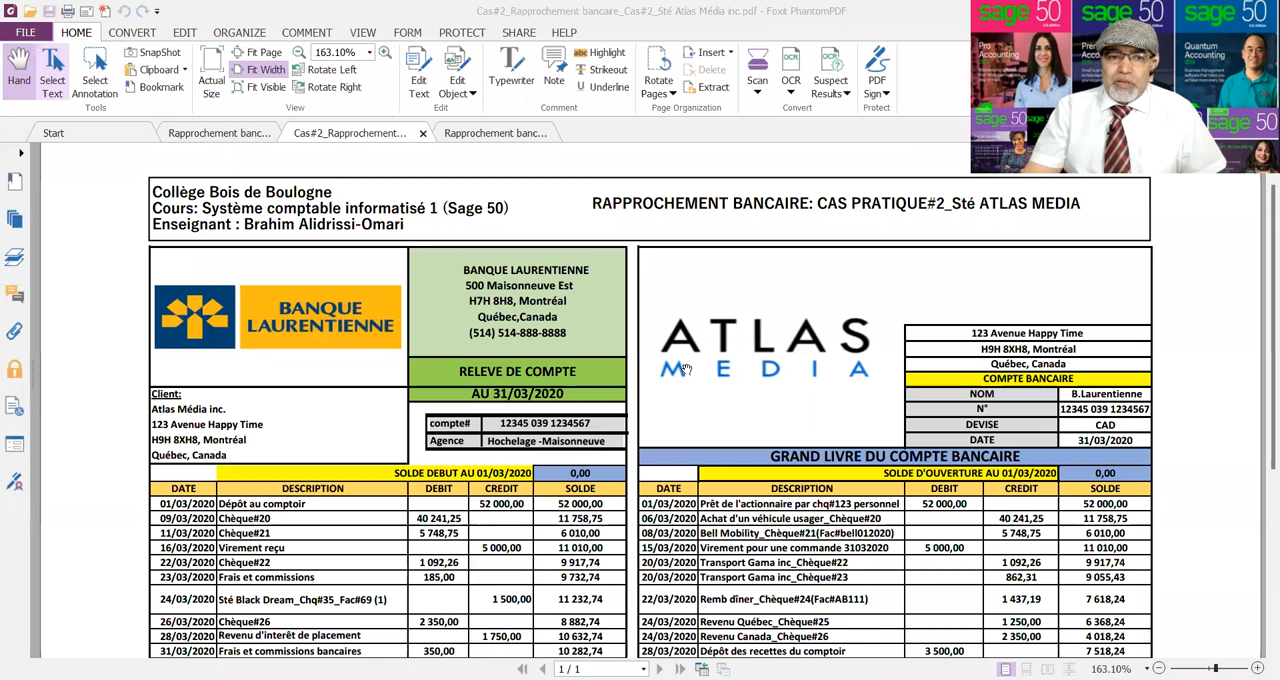 Cas#2_Rapprochement bancaire_Cas#2_Sté Atlas Média inc.pdf - Foxit PhantomPDF
FILE HOME CONVERT EDIT ORGANIZE COMMENT VIEW FORM PROTECT SHARE HELP
Hand
Select Text
Select Annotation
SnapShot
Clipboard
Bookmark
Tools
Actual Size
Fit Page
Fit Width
Fit Visible
163.10%
Rotate Left
Rotate Right
View
Edit Text
Edit Object
Edit
Typewriter
Note
Highlight
Strikeout
Underline
Comment
Rotate Pages
Insert
Delete
Extract
Page Organization
Scan
OCR
Suspect Results
Convert
PDF Sign
Protect
sage 50
Pro Accounting
sage 50
sage 50
Quantum Accounting
sage 50
sage 50
Start
Rapprochement banc...
Cas#2_Rapprochement...
Rapprochement Banc...
Collège Bois de Boulogne
Cours: Système comptable informatisé 1 (Sage 50)
Enseignant : Brahim Alidrissi-Omari
RAPPROCHEMENT BANCAIRE: CAS PRATIQUE#2_Sté ATLAS MEDIA
BANQUE LAURENTIENNE
BANQUE LAURENTIENNE
500 Maisonneuve Est
H7H 8H8, Montréal
Québec,Canada
(514) 514-888-8888
RELEVE DE COMPTE
AU 31/03/2020
Client:
Atlas Média inc.
123 Avenue Happy Time
H9H 8XH8, Montréal
Québec, Canada
compte# 12345 039 1234567
Agence Hochelage -Maisonneuve
SOLDE DEBUT AU 01/03/2020 0,00
DATE DESCRIPTION DEBIT CREDIT SOLDE
01/03/2020 Dépôt au comptoir 52 000,00 52 000,00
09/03/2020 Chèque#20 40 241,25 11 758,75
11/03/2020 Chèque#21 5 748,75 6 010,00
16/03/2020 Virement reçu 5 000,00 11 010,00
22/03/2020 Chèque#22 1 092,26 9 917,74
23/03/2020 Frais et commissions 185,00 9 732,74
24/03/2020 Sté Black Dream_Chq#35_Fac#69 (1) 1 500,00 11 232,74
26/03/2020 Chèque#26 2 350,00 8 882,74
28/03/2020 Revenu d'interêt de placement 1 750,00 10 632,74
31/03/2020 Frais et commissions bancaires 350,00 10 282,74
ATLAS
MEDIA
123 Avenue Happy Time
H9H 8XH8, Montréal
Québec, Canada
COMPTE BANCAIRE
NOM B.Laurentienne
N° 12345 039 1234567
DEVISE CAD
DATE 31/03/2020
GRAND LIVRE DU COMPTE BANCAIRE
SOLDE D'OUVERTURE AU 01/03/2020 0,00
DATE DESCRIPTION DEBIT CREDIT SOLDE
01/03/2020 Prêt de l'actionnaire par chq#123 personnel 52 000,00 52 000,00
06/03/2020 Achat d'un véhicule usager_Chèque#20 40 241,25 11 758,75
08/03/2020 Bell Mobility_Chèque#21(Fac#bell012020) 5 748,75 6 010,00
15/03/2020 Virement pour une commande 31032020 5 000,00 11 010,00
20/03/2020 Transport Gama inc_Chèque#22 1 092,26 9 917,74
20/03/2020 Transport Gama inc_Chèque#23 862,31 9 055,43
22/03/2020 Remb dîner_Chèque#24(Fac#AB111) 1 437,19 7 618,24
24/03/2020 Revenu Québec_Chèque#25 1 250,00 6 368,24
24/03/2020 Revenu Canada_Chèque#26 2 350,00 4 018,24
28/03/2020 Dépôt des recettes du comptoir 3 500,00 7 518,24
1 / 1
163.10%